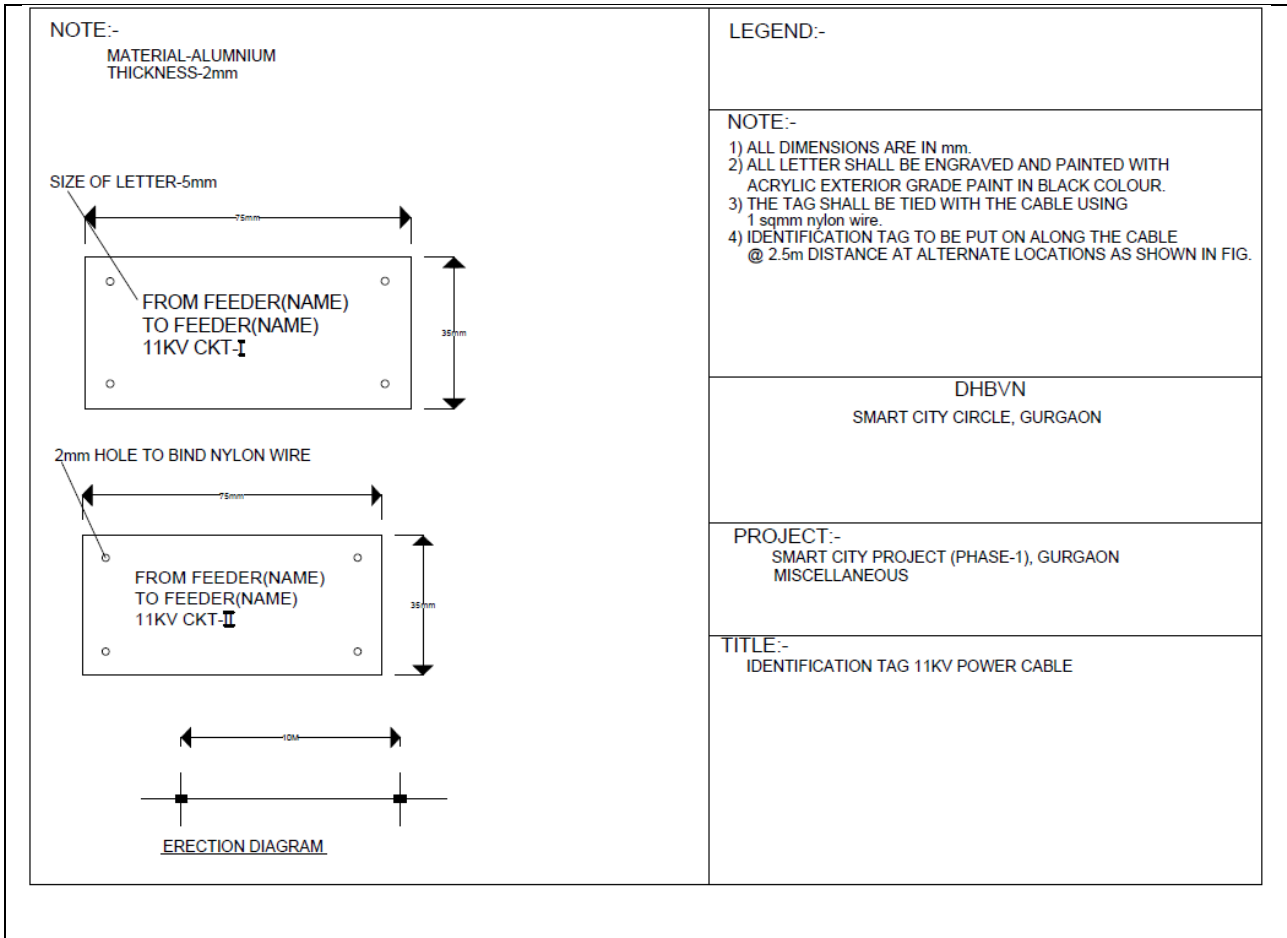 NOTE:-
MATERIAL-ALUMNIUM
THICKNESS-2mm
SIZE OF LETTER-5mm
75mm
35mm
FROM FEEDER(NAME)
TO FEEDER(NAME)
11KV CKT-I
2mm HOLE TO BIND NYLON WIRE
75mm
35mm
FROM FEEDER(NAME)
TO FEEDER(NAME)
11KV CKT-II
10M
ERECTION DIAGRAM
LEGEND:-
NOTE:-
1) ALL DIMENSIONS ARE IN mm.
2) ALL LETTER SHALL BE ENGRAVED AND PAINTED WITH
ACRYLIC EXTERIOR GRADE PAINT IN BLACK COLOUR.
3) THE TAG SHALL BE TIED WITH THE CABLE USING
1 sqmm nylon wire.
4) IDENTIFICATION TAG TO BE PUT ON ALONG THE CABLE
@ 2.5m DISTANCE AT ALTERNATE LOCATIONS AS SHOWN IN FIG.
DHBVN
SMART CITY CIRCLE, GURGAON
PROJECT:-
SMART CITY PROJECT (PHASE-1), GURGAON
MISCELLANEOUS
TITLE:-
IDENTIFICATION TAG 11KV POWER CABLE